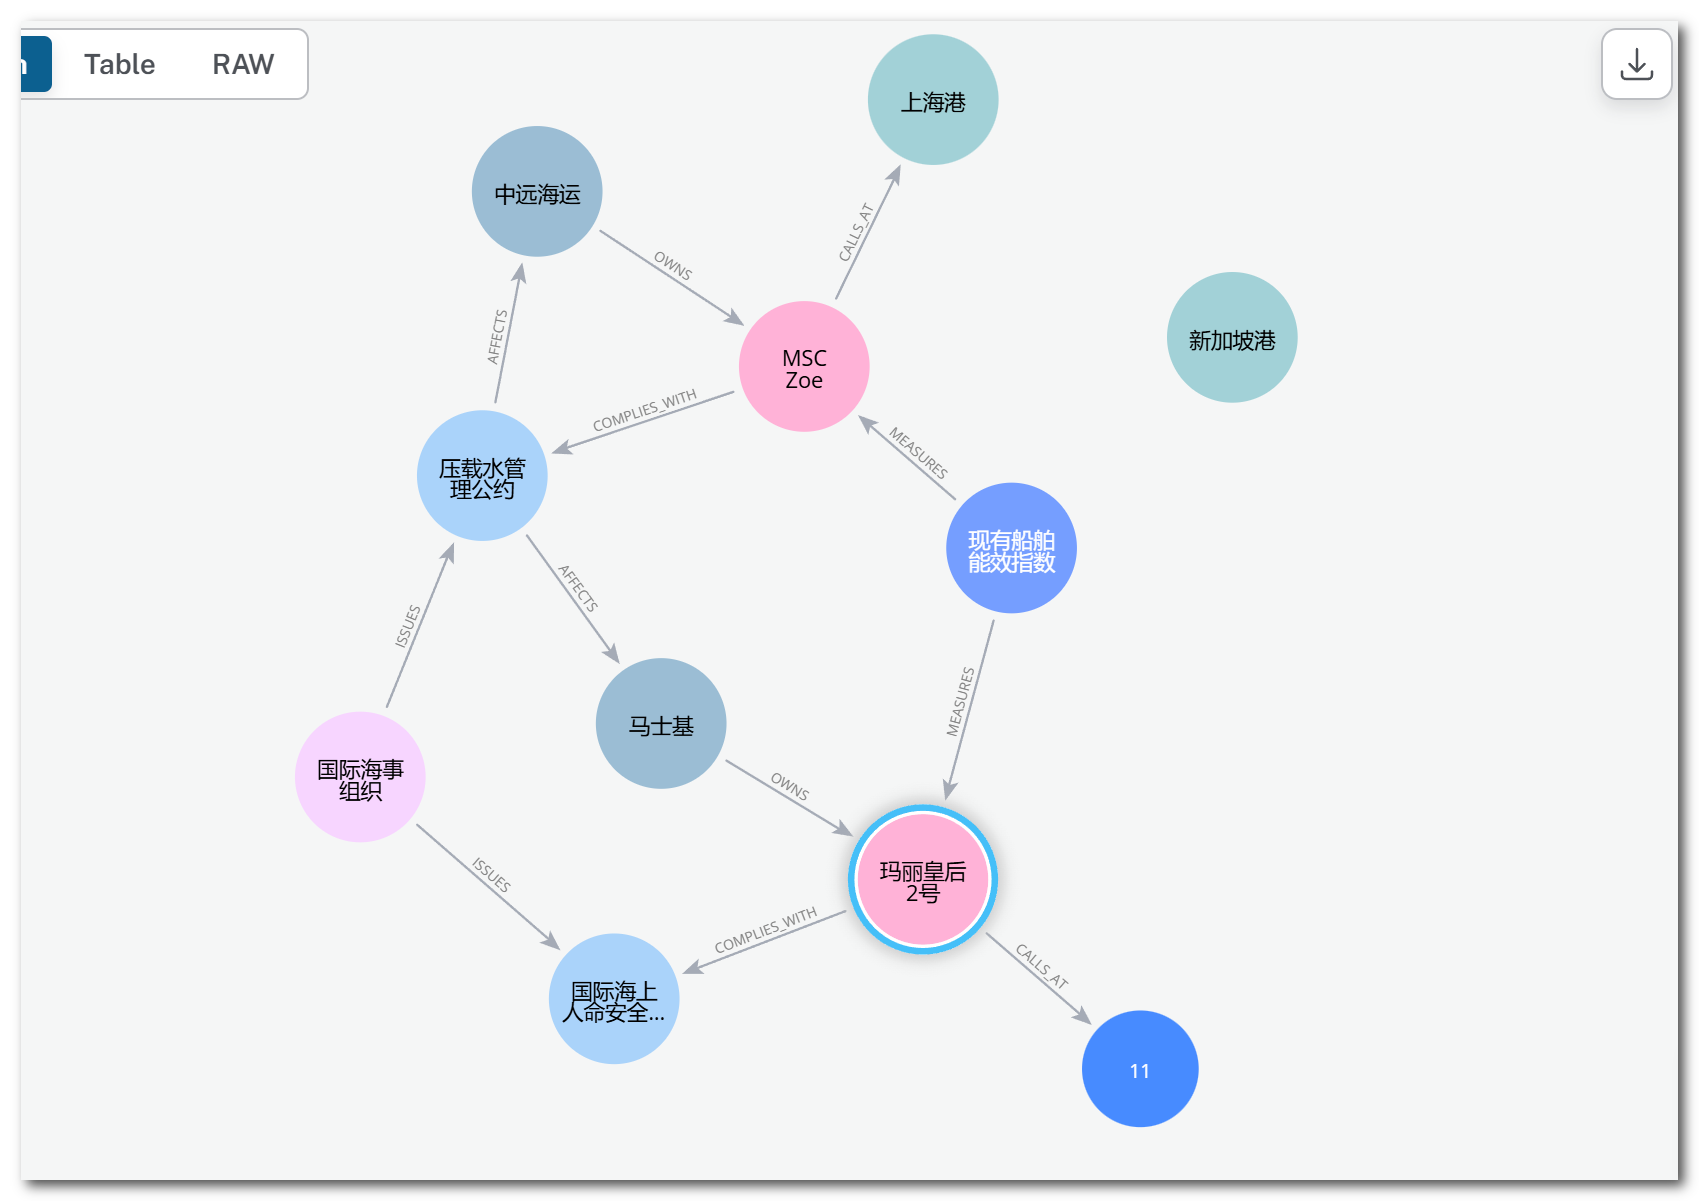 Table
RAW
上海港
中远海运
CALLS_AT
OWNS
新加坡港
AFFECTS
MSC
Zoe
COMPLIES_WITH
MEASURES
压载水管
理公约
现有船舶
能效指数
AFFECTS
ISSUES
MEASURES
马士基
国际海事
组织
OWNS
ISSUES
玛丽皇后
2号
COMPLIES_WITH
CALLS_AT
国际海上
人命安全...
11